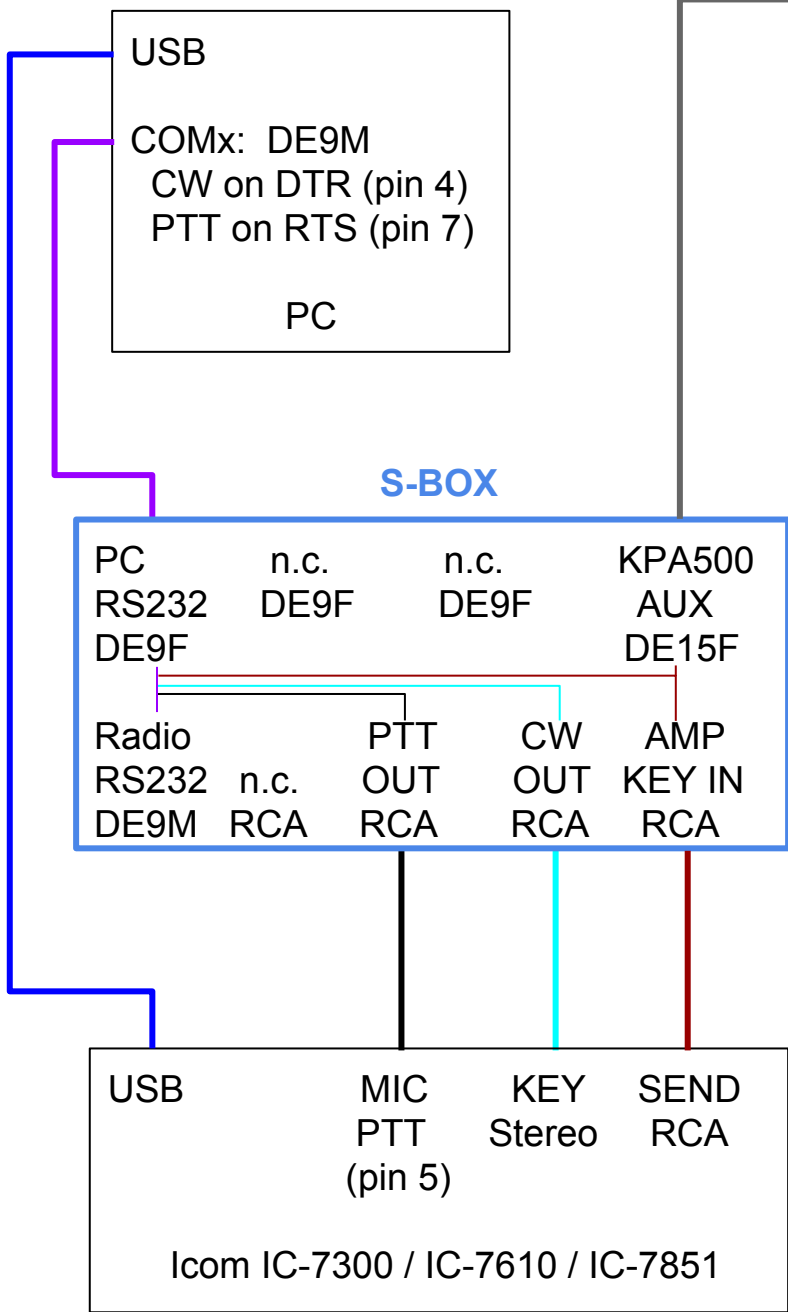 USB
COMx: DE9M
CW on DTR (pin 4)
PTT on RTS (pin 7)
PC
S-BOX
PC n.c. n.c. KPA500
RS232 DE9F DE9F AUX
DE9F DE15F
Radio PTT CW AMP
RS232 n.c. OUT OUT KEY IN
DE9M RCA RCA RCA RCA
USB MIC KEY SEND
PTT Stereo RCA
(pin 5)
Icom IC-7300 / IC-7610 / IC-7851